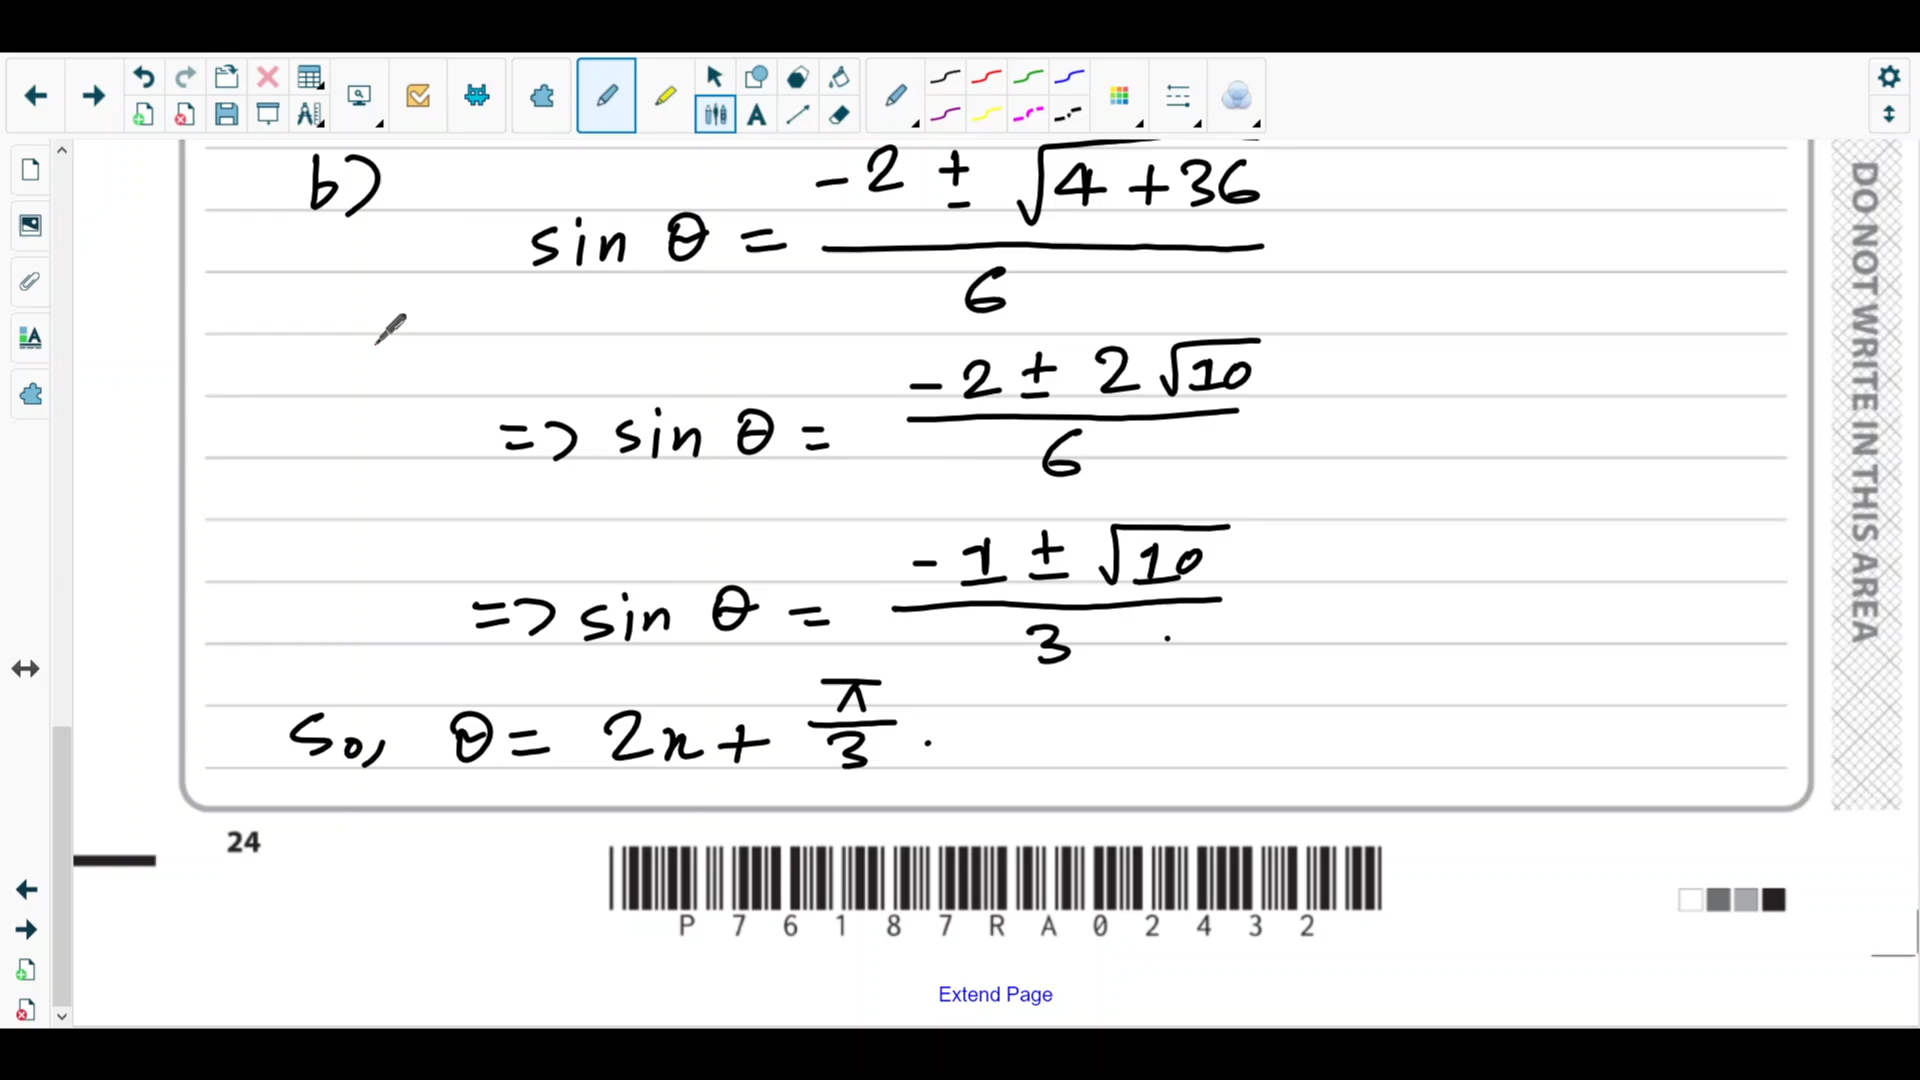 b)
sin θ = (-2 ± √(4 + 36)) / 6
=> sin θ = (-2 ± 2√10) / 6
=> sin θ = (-1 ± √10) / 3
So, θ = 2x + π/3 .
24
P 7 6 1 8 7 R A 0 2 4 3 2
Extend Page
DO NOT WRITE IN THIS AREA